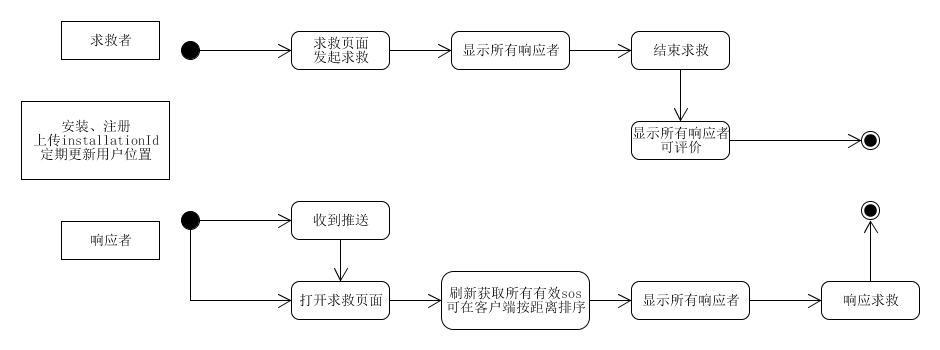 求救者
求救页面
发起求救
显示所有响应者
结束求救
安装、注册
上传installationId
定期更新用户位置
显示所有响应者
可评价
响应者
收到推送
打开求救页面
刷新获取所有有效sos
可在客户端按距离排序
显示所有响应者
响应求救